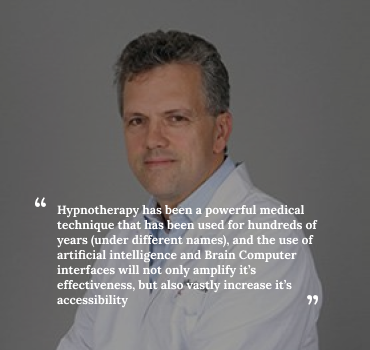 “
Hypnotherapy has been a powerful medical
technique that has been used for hundreds of
years (under different names), and the use of
artificial intelligence and Brain Computer
interfaces will not only amplify it’s
effectiveness, but also vastly increase it’s
accessibility
”